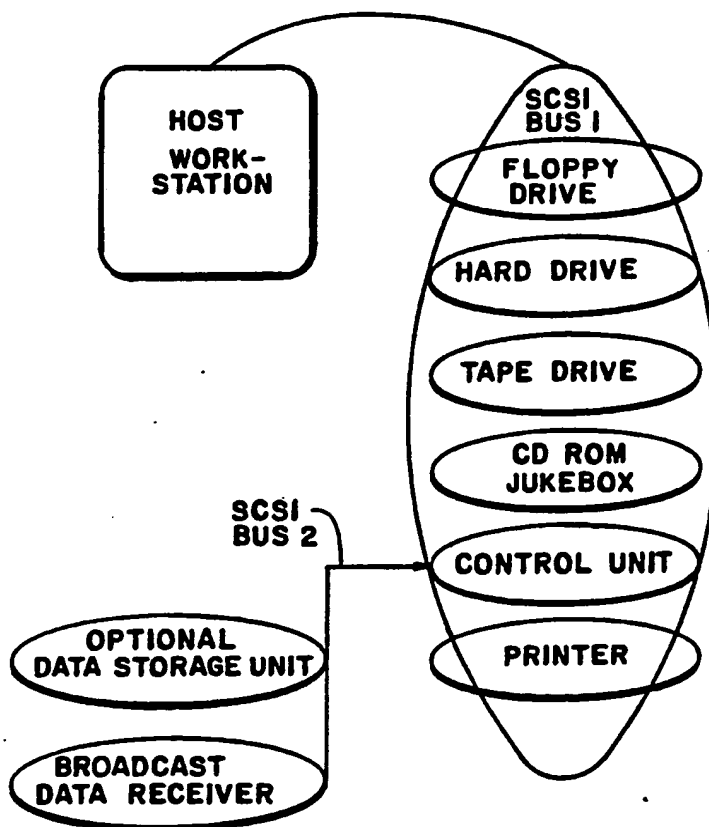 HOST
WORK-
STATION
SCSI
BUS 1
FLOPPY
DRIVE
HARD DRIVE
TAPE DRIVE
CD ROM
JUKEBOX
SCSI
BUS 2
CONTROL UNIT
OPTIONAL
DATA STORAGE UNIT
PRINTER
BROADCAST
DATA RECEIVER